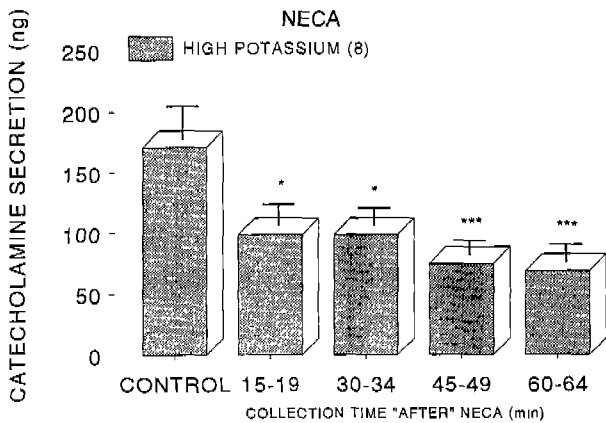 NECA
CATECHOLAMINE SECRETION (ng)
HIGH POTASSIUM (8)
250
200
150
100
50
0
*
*
***
***
CONTROL 15-19 30-34 45-49 60-64
COLLECTION TIME "AFTER" NECA (min)